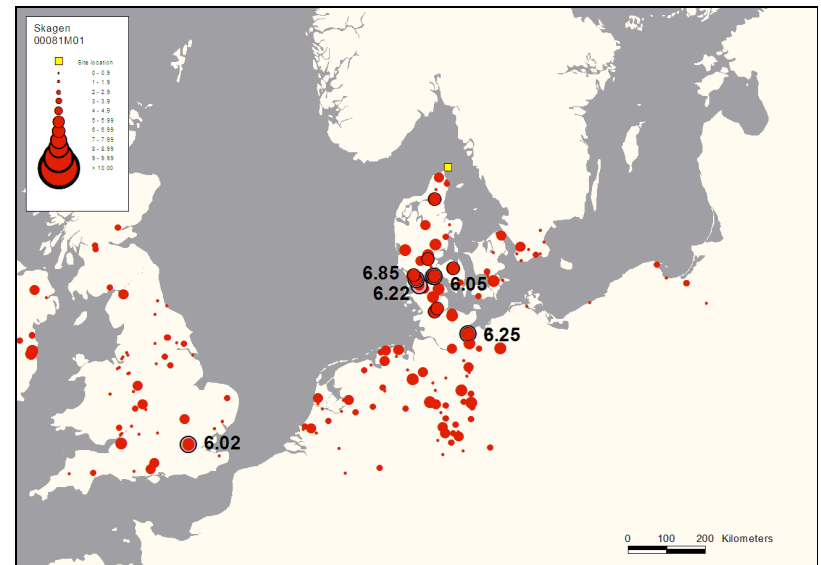 Skagen
00081M01
Site location
0 - 0.9
1 - 1.9
2 - 2.9
3 - 3.9
4 - 4.9
5 - 5.99
6 - 6.99
7 - 7.99
8 - 8.99
9 - 9.99
> 10.00
6.85
6.05
6.22
6.25
6.02
0 100 200 Kilometers